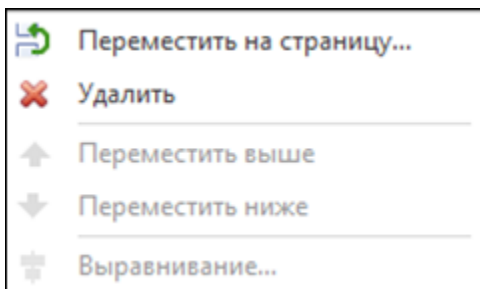 Переместить на страницу...
Удалить
Переместить выше
Переместить ниже
Выравнивание...